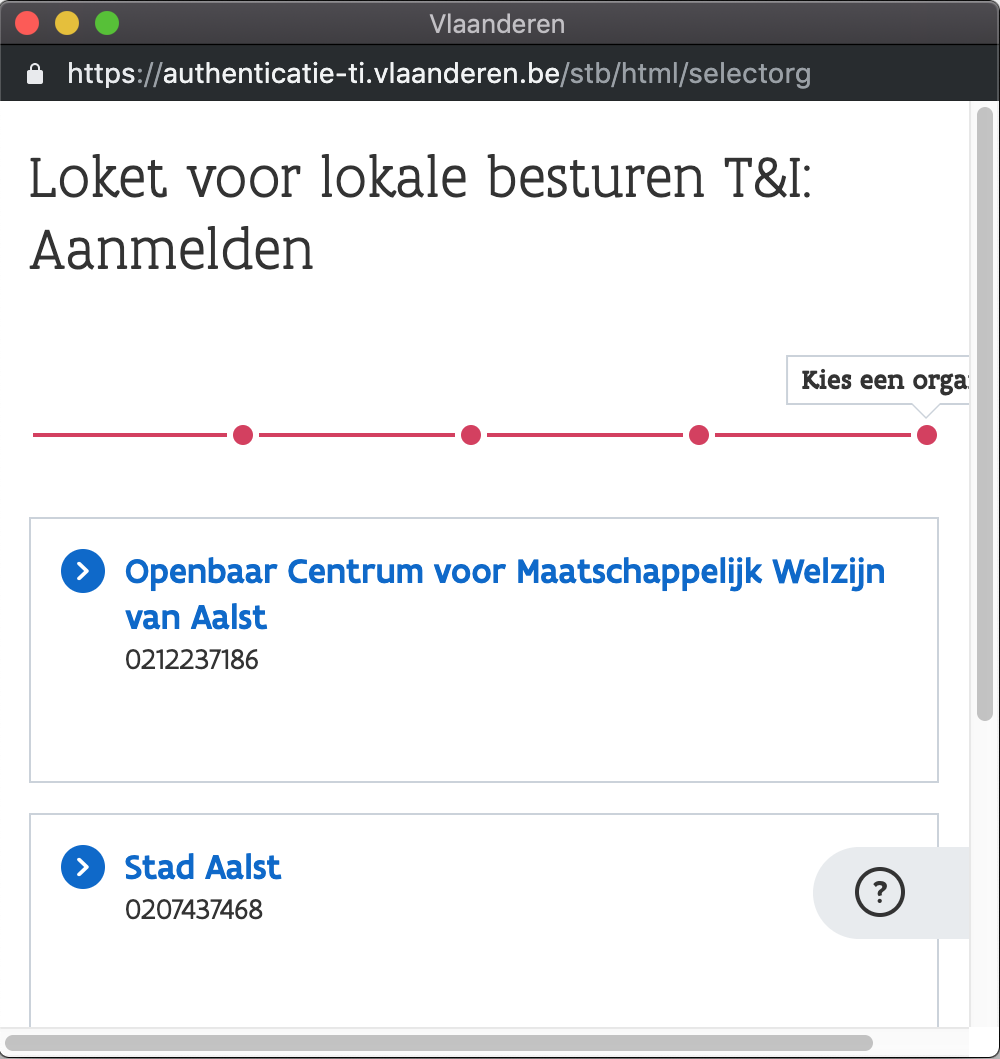 Vlaanderen
https://authenticatie-ti.vlaanderen.be/stb/html/selectorg
Loket voor lokale besturen T&I:
Aanmelden
Kies een orga
Openbaar Centrum voor Maatschappelijk Welzijn
van Aalst
0212237186
Stad Aalst
0207437468
?